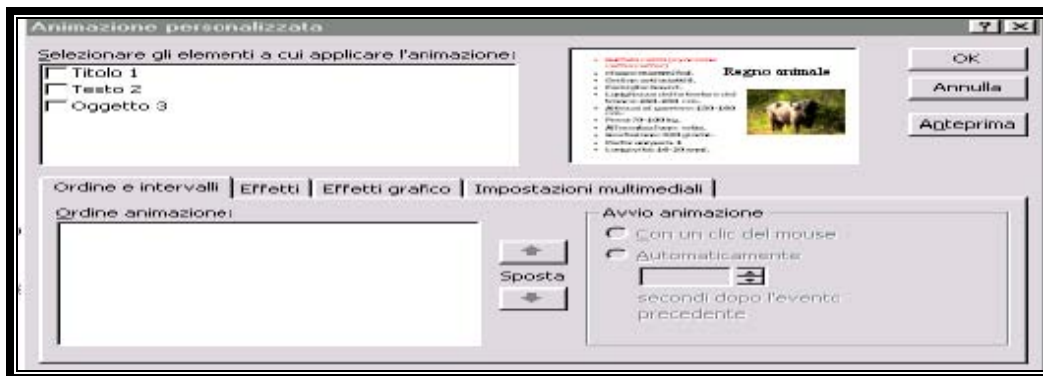 Animazione personalizzata
Selezionare gli elementi a cui applicare l'animazione:
Titolo 1
Testo 2
Oggetto 3
Regno animale
OK
Annulla
Anteprima
Ordine e intervalli
Effetti
Effetti grafico
Impostazioni multimediali
Ordine animazione:
Sposta
Avvio animazione
Con un clic del mouse
Automaticamente
secondi dopo l'evento
precedente